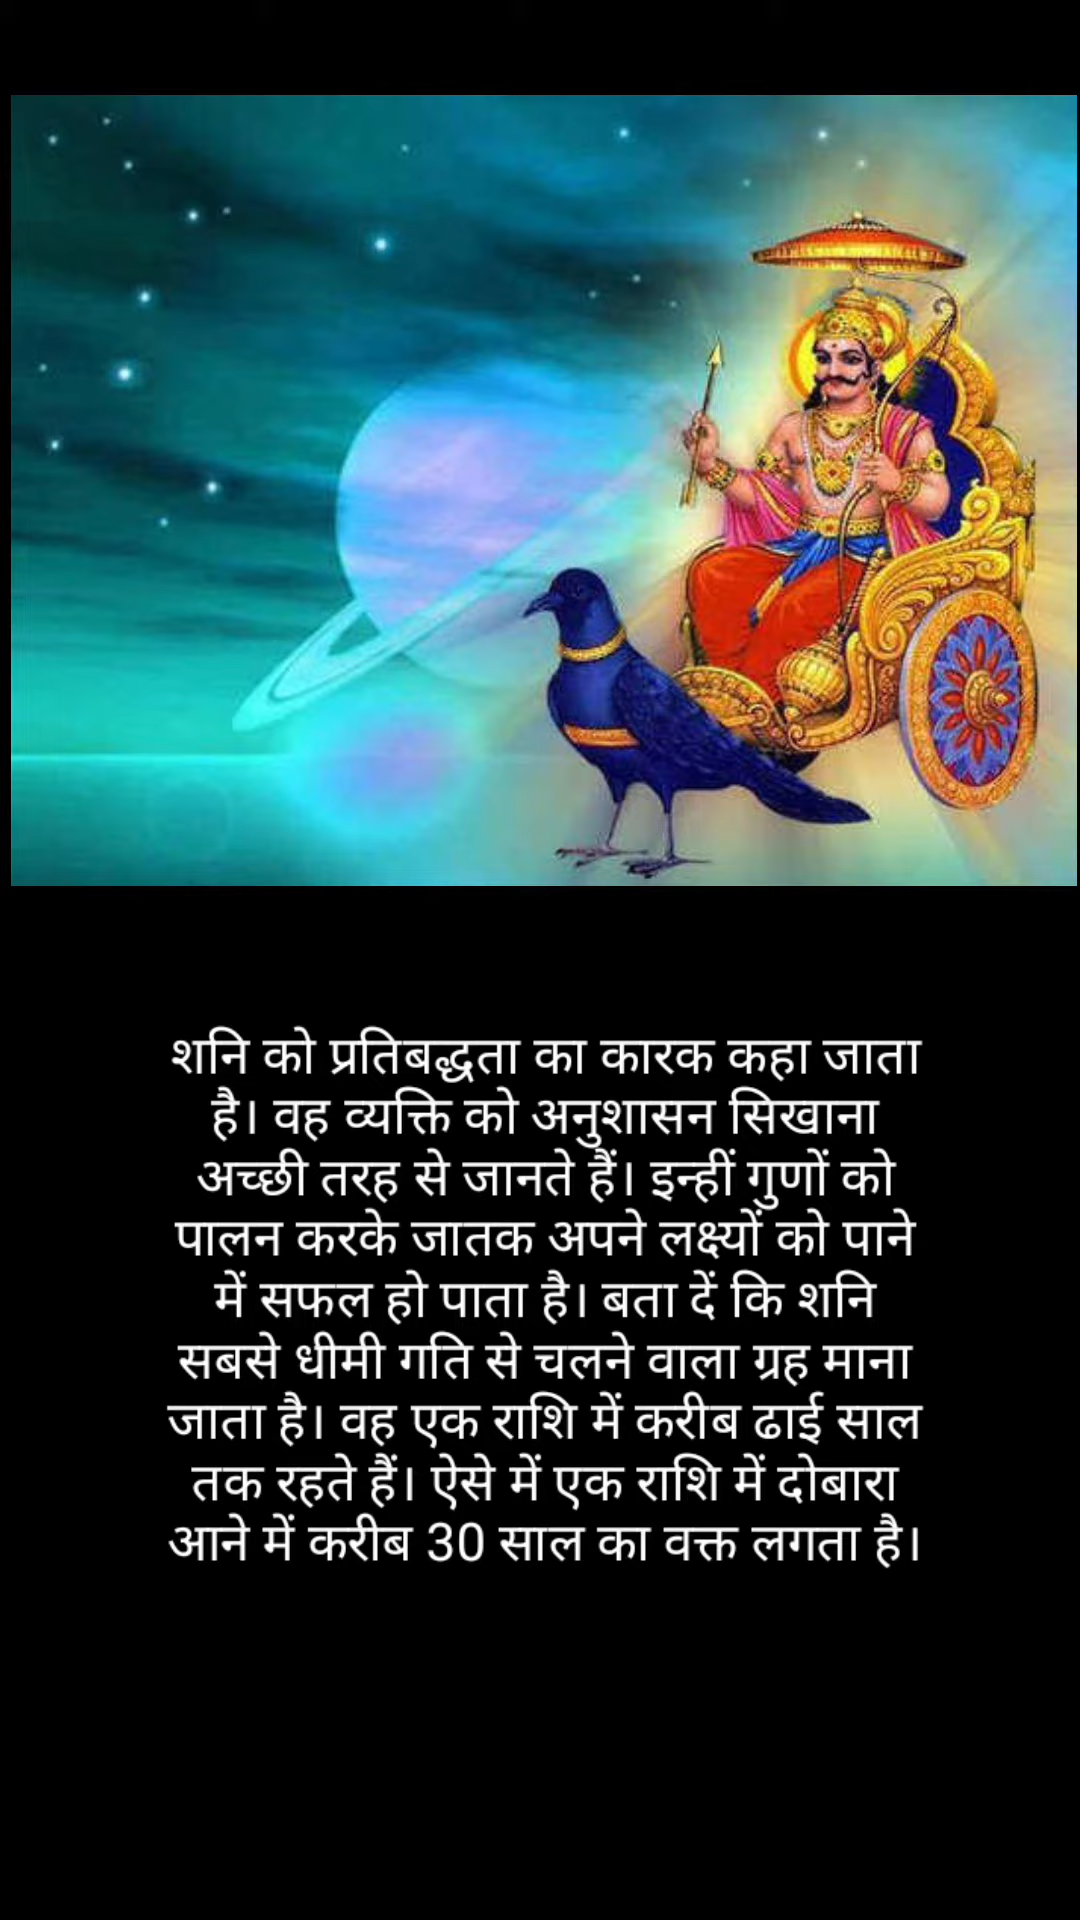 शनि को प्रतिबद्धता का कारक कहा जाता
है। वह व्यक्ति को अनुशासन सिखाना
अच्छी तरह से जानते हैं। इन्हीं गुणों को
पालन करके जातक अपने लक्ष्यों को पाने
में सफल हो पाता है। बता दें कि शनि
सबसे धीमी गति से चलने वाला ग्रह माना
जाता है। वह एक राशि में करीब ढाई साल
तक रहते हैं। ऐसे में एक राशि में दोबारा
आने में करीब 30 साल का वक्त लगता है।